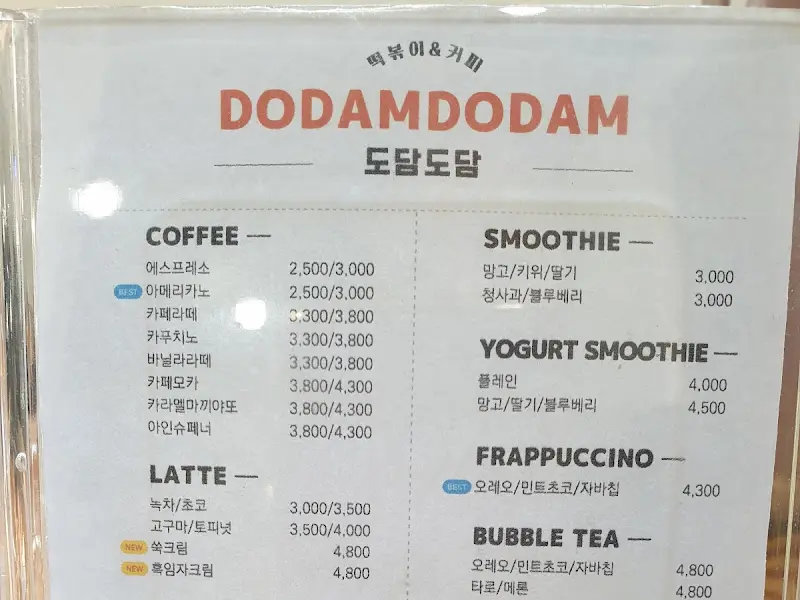 떡볶이&커피
DODAMDODAM
도담도담
COFFEE
에스프레소 2,500/3,000
BEST 아메리카노 2,500/3,000
카페라떼 3,300/3,800
카푸치노 3,300/3,800
바닐라라떼 3,300/3,800
카페모카 3,800/4,300
카라멜마끼야또 3,800/4,300
아인슈페너 3,800/4,300
LATTE
녹차/초코 3,000/3,500
고구마/토피넛 3,500/4,000
NEW 쑥크림 4,800
NEW 흑임자크림 4,800
SMOOTHIE
망고/키위/딸기 3,000
청사과/블루베리 3,000
YOGURT SMOOTHIE
플레인 4,000
망고/딸기/블루베리 4,500
FRAPPUCCINO
BEST 오레오/민트초코/자바칩 4,300
BUBBLE TEA
오레오/민트초코/자바칩 4,800
타로/메론 4,800